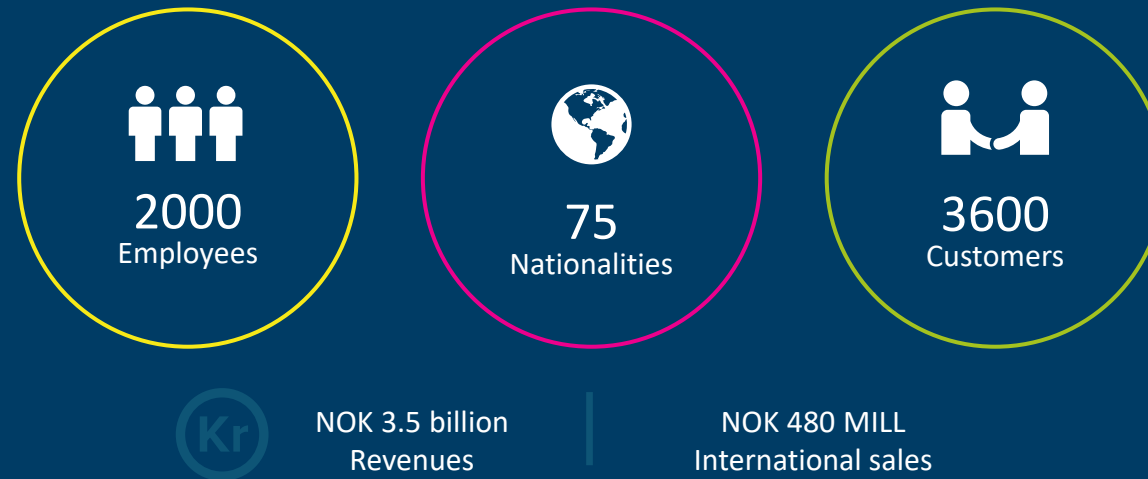 2000
Employees
75
Nationalities
3600
Customers
Kr
NOK 3.5 billion
Revenues
NOK 480 MILL
International sales